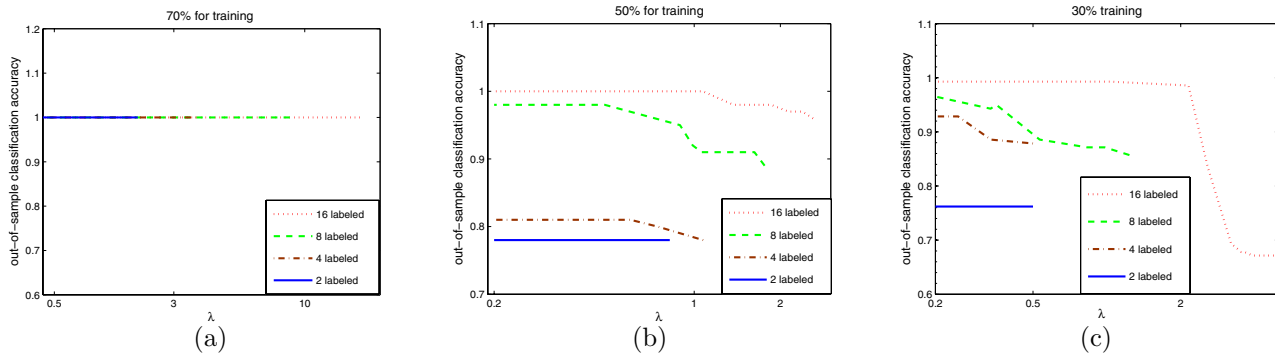 70% for training
out−of−sample classification accuracy
1.2
1.1
1
0.9
0.8
0.7
0.6
0.5
3
10
λ
16 labeled
8 labeled
4 labeled
2 labeled
(a)
50% for training
out−of−sample classification accuracy
1.1
1
0.9
0.8
0.7
0.2
1
2
λ
16 labeled
8 labeled
4 labeled
2 labeled
(b)
30% training
out−of−sample classification accuracy
1.1
1
0.9
0.8
0.7
0.6
0.2
0.5
2
λ
16 labeled
8 labeled
4 labeled
2 labeled
(c)